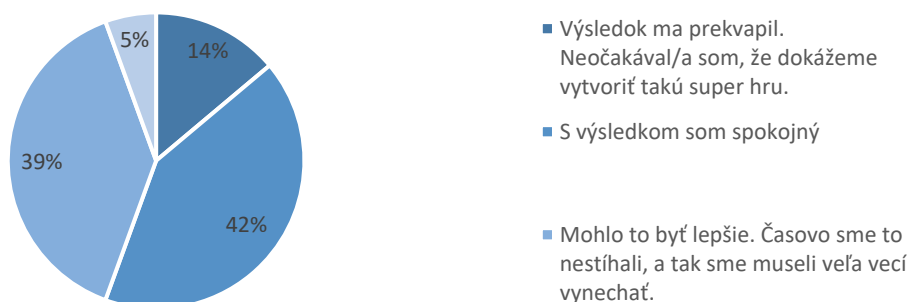 5%
14%
39%
42%
Výsledok ma prekvapil.
Neočakával/a som, že dokážeme
vytvoriť takú super hru.
S výsledkom som spokojný
Mohlo to byť lepšie. Časovo sme to
nestíhali, a tak sme museli veľa vecí
vynechať.